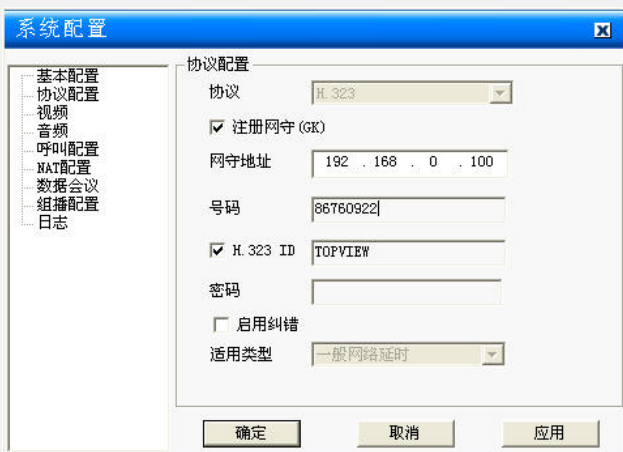 系统配置
基本配置
协议配置
视频
音频
呼叫配置
NAT配置
数据会议
组播配置
日志
协议配置
协议 H.323
注册网守(GK)
网守地址 192 . 168 . 0 . 100
号码 86760922
H.323 ID TOPVIEW
密码
启用纠错
适用类型 一般网络延时
确定 取消 应用